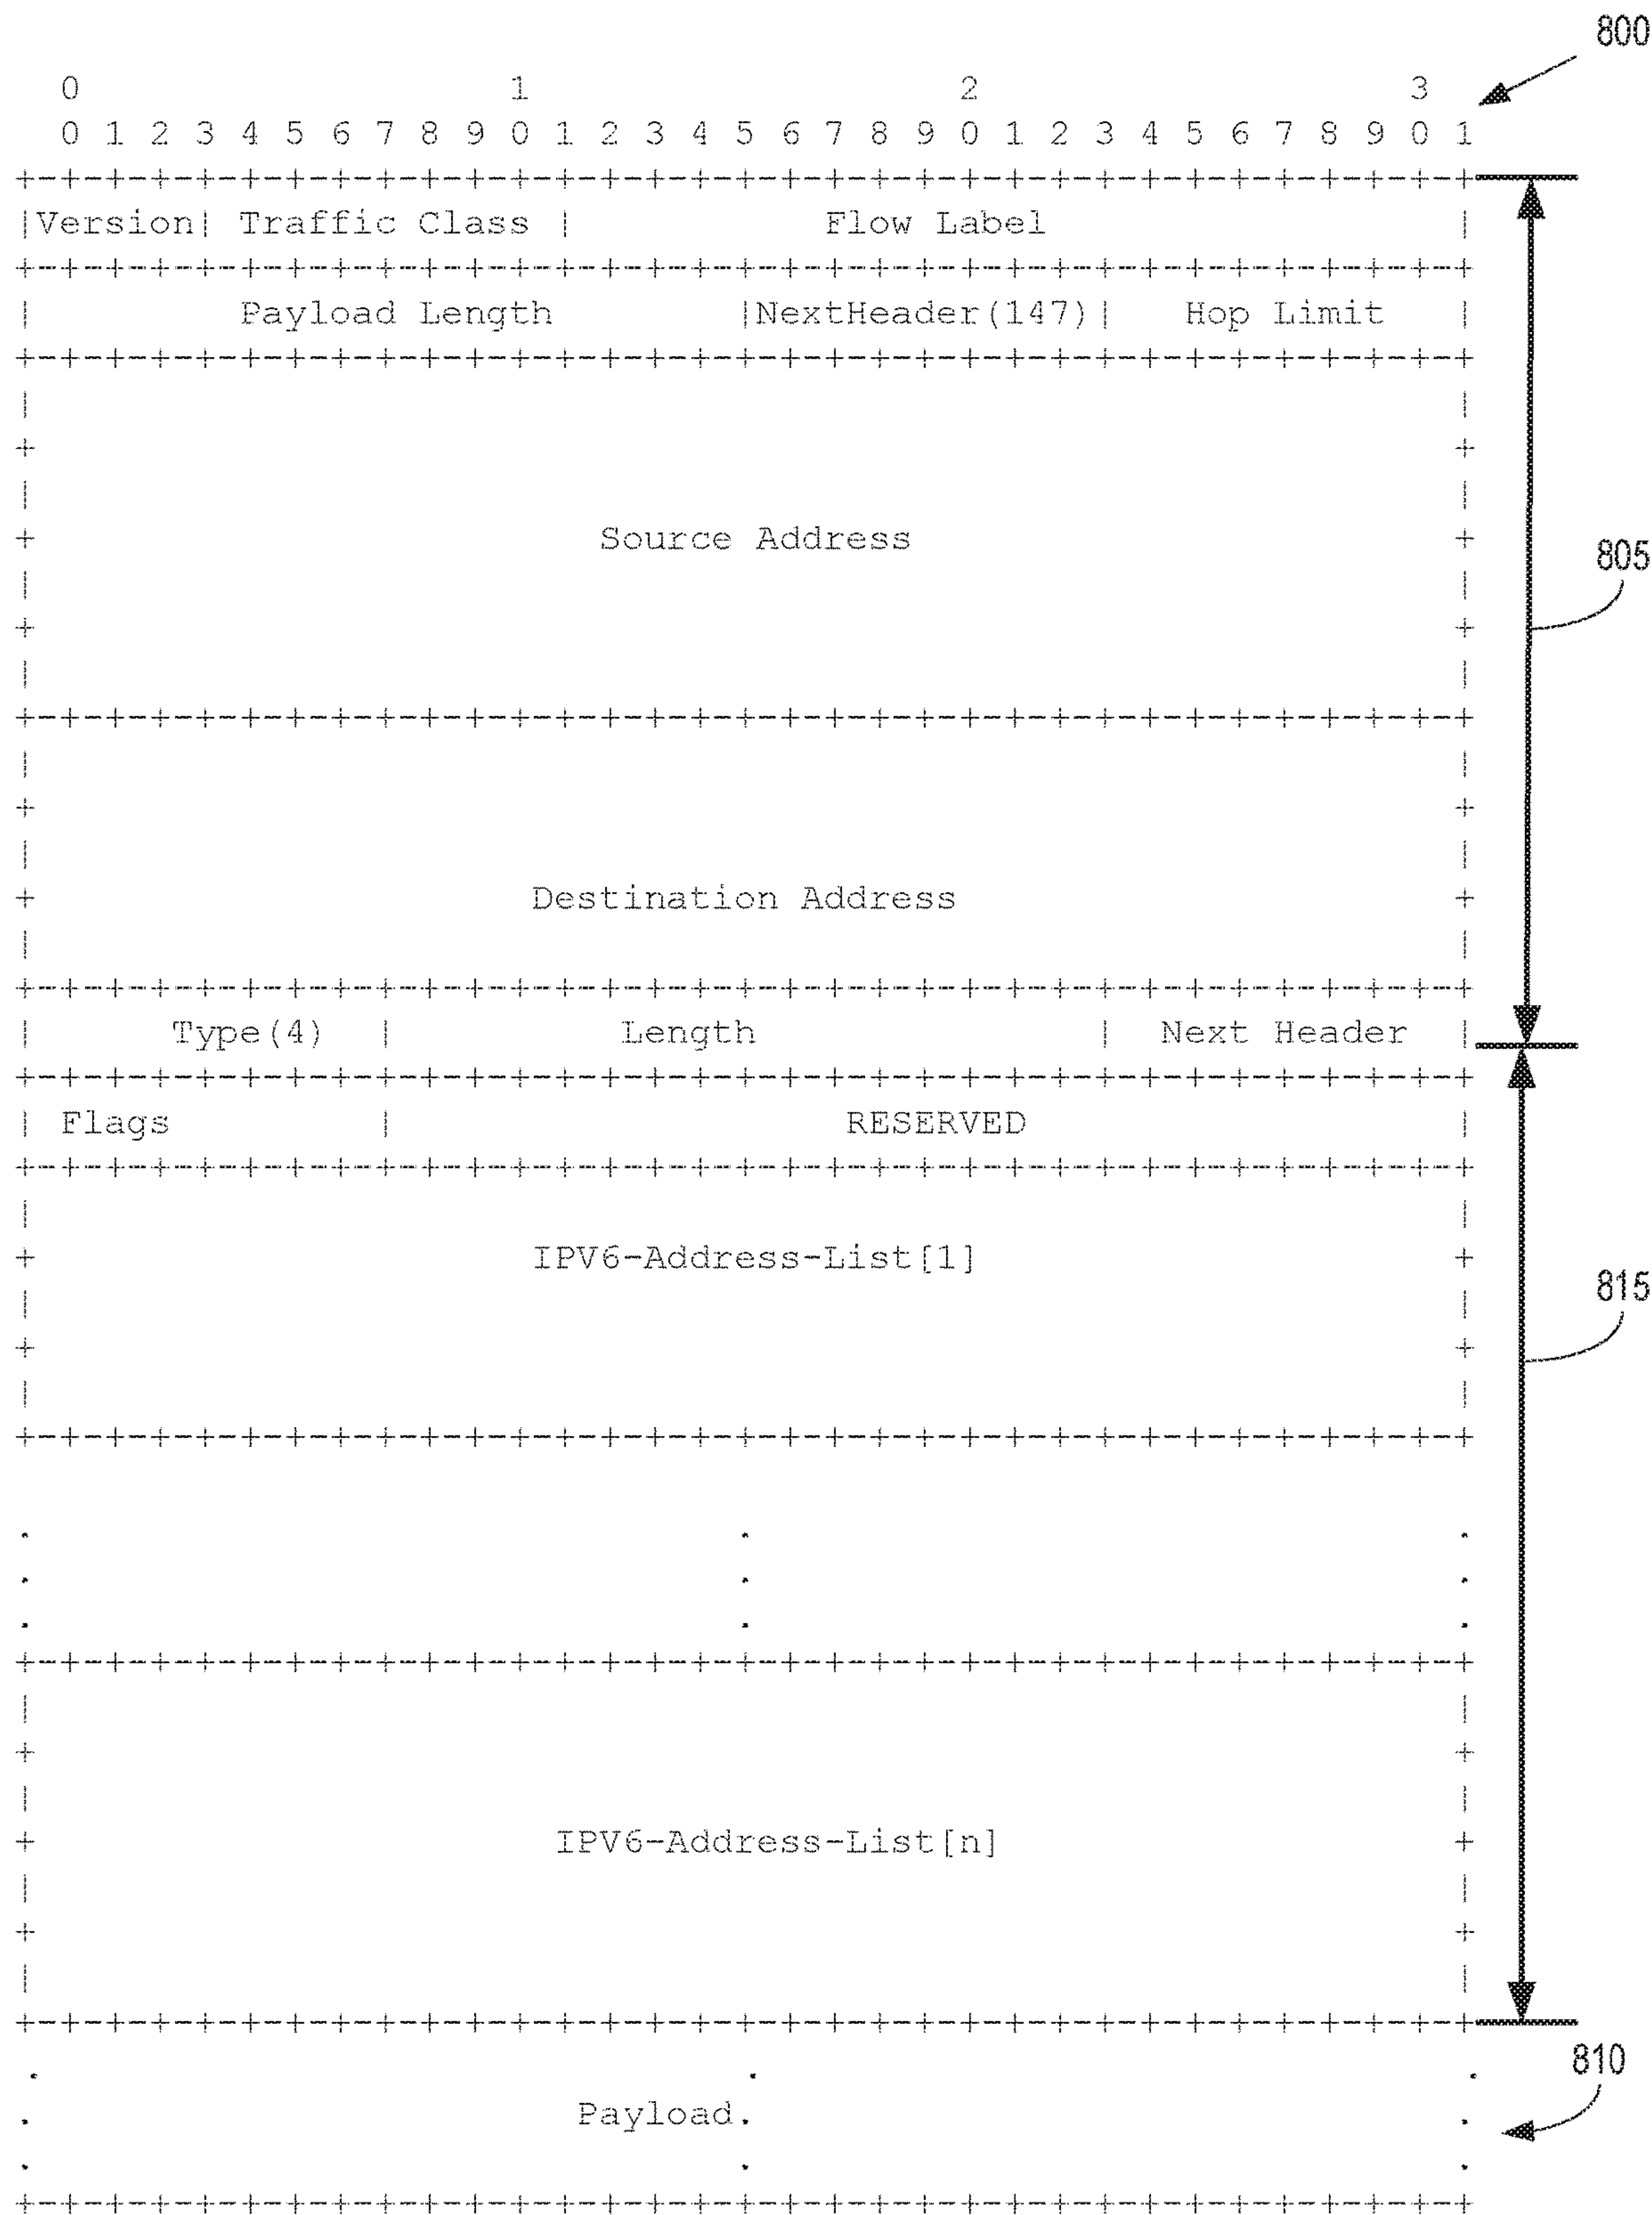 800
0 1 2 3
0 1 2 3 4 5 6 7 8 9 0 1 2 3 4 5 6 7 8 9 0 1 2 3 4 5 6 7 8 9 0 1
+-+-+-+-+-+-+-+-+-+-+-+-+-+-+-+-+-+-+-+-+-+-+-+-+-+-+-+-+-+-+-+-+
|Version| Traffic Class | Flow Label |
+-+-+-+-+-+-+-+-+-+-+-+-+-+-+-+-+-+-+-+-+-+-+-+-+-+-+-+-+-+-+-+-+
| Payload Length |NextHeader(147)| Hop Limit |
+-+-+-+-+-+-+-+-+-+-+-+-+-+-+-+-+-+-+-+-+-+-+-+-+-+-+-+-+-+-+-+-+
| |
+ +
| |
+ Source Address +
805
| |
+ +
| |
+-+-+-+-+-+-+-+-+-+-+-+-+-+-+-+-+-+-+-+-+-+-+-+-+-+-+-+-+-+-+-+-+
| |
+ +
| |
+ Destination Address +
| |
+-+-+-+-+-+-+-+-+-+-+-+-+-+-+-+-+-+-+-+-+-+-+-+-+-+-+-+-+-+-+-+-+
| Type(4) | Length | Next Header |
+-+-+-+-+-+-+-+-+-+-+-+-+-+-+-+-+-+-+-+-+-+-+-+-+-+-+-+-+-+-+-+-+
| Flags | RESERVED |
+-+-+-+-+-+-+-+-+-+-+-+-+-+-+-+-+-+-+-+-+-+-+-+-+-+-+-+-+-+-+-+-+
| |
+ IPV6-Address-List[1] +
815
| |
+ +
| |
+-+-+-+-+-+-+-+-+-+-+-+-+-+-+-+-+-+-+-+-+-+-+-+-+-+-+-+-+-+-+-+-+
. . .
. . .
. . .
+-+-+-+-+-+-+-+-+-+-+-+-+-+-+-+-+-+-+-+-+-+-+-+-+-+-+-+-+-+-+-+-+
| |
+ +
| |
+ IPV6-Address-List[n] +
| |
+ +
| |
+-+-+-+-+-+-+-+-+-+-+-+-+-+-+-+-+-+-+-+-+-+-+-+-+-+-+-+-+-+-+-+-+
810
. . .
. Payload. .
. . .
+-+-+-+-+-+-+-+-+-+-+-+-+-+-+-+-+-+-+-+-+-+-+-+-+-+-+-+-+-+-+-+-+